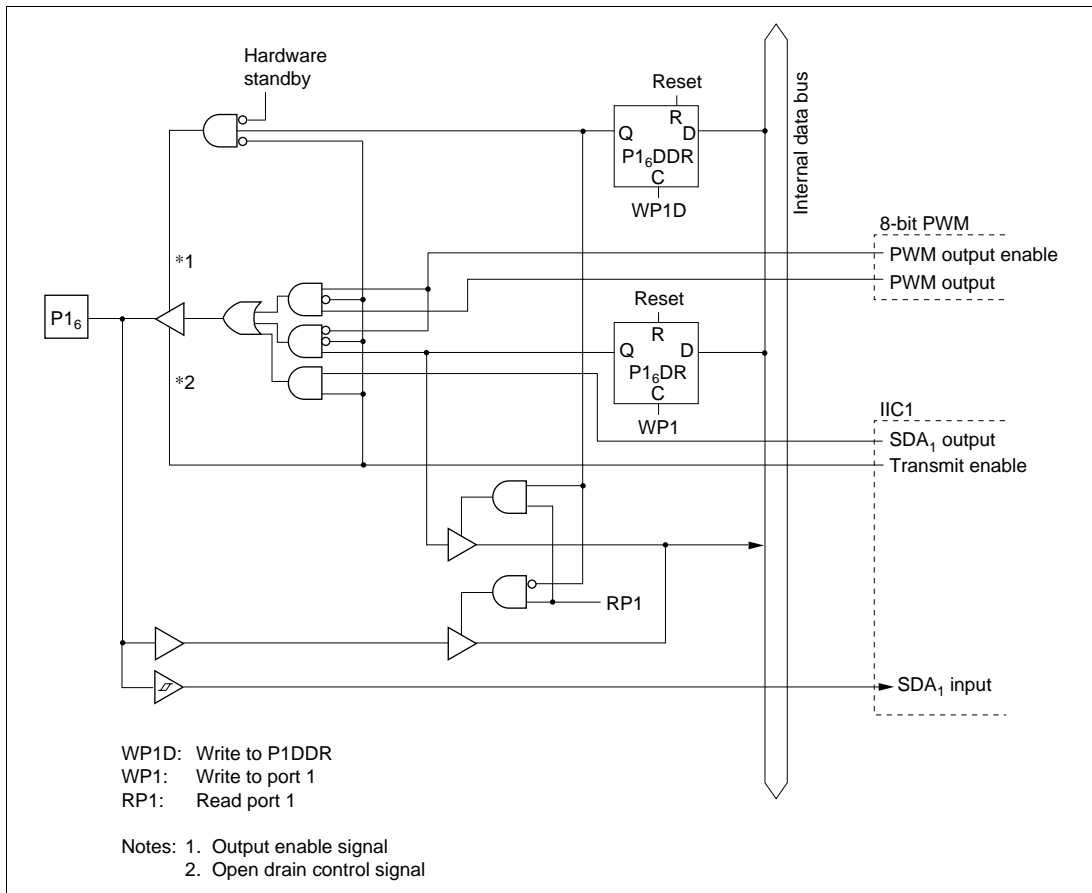 Hardware
standby
Reset
R
Q
D
P1₆DDR
C
WP1D
Internal data bus
8-bit PWM
PWM output enable
PWM output
*1
P1₆
Reset
R
Q
D
P1₆DR
C
WP1
*2
IIC1
SDA₁ output
Transmit enable
RP1
SDA₁ input
WP1D: Write to P1DDR
WP1: Write to port 1
RP1: Read port 1
Notes: 1. Output enable signal
2. Open drain control signal